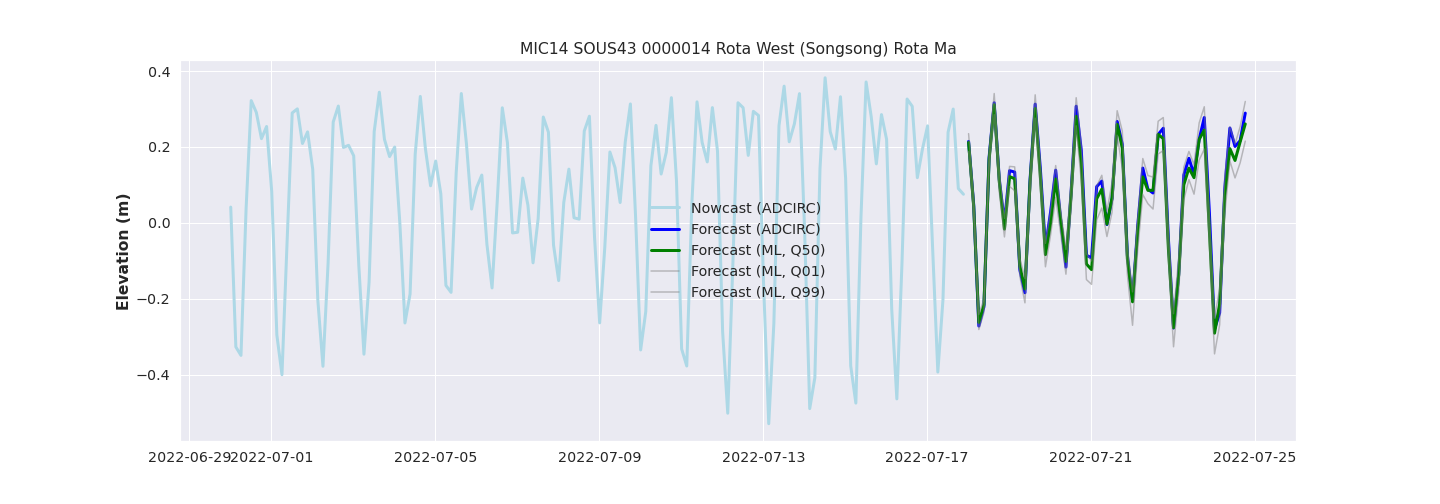 MIC14 SOUS43 0000014 Rota West (Songsong) Rota Ma
Elevation (m)
0.4
0.2
0.0
−0.2
−0.4
Nowcast (ADCIRC)
Forecast (ADCIRC)
Forecast (ML, Q50)
Forecast (ML, Q01)
Forecast (ML, Q99)
2022-06-29 2022-07-01 2022-07-05 2022-07-09 2022-07-13 2022-07-17 2022-07-21 2022-07-25